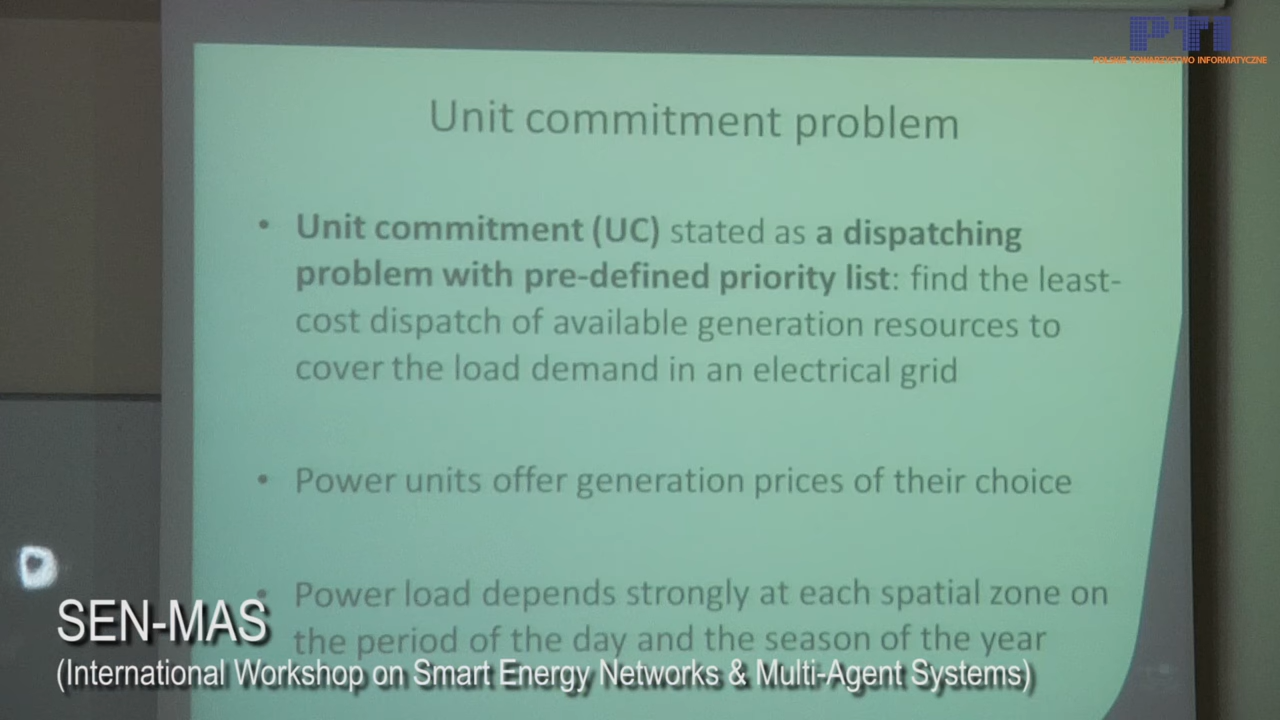 PTI
POLSKIE TOWARZYSTWO INFORMATYCZNE
Unit commitment problem
• Unit commitment (UC) stated as a dispatching
problem with pre-defined priority list: find the least-
cost dispatch of available generation resources to
cover the load demand in an electrical grid
• Power units offer generation prices of their choice
• Power load depends strongly at each spatial zone on
the period of the day and the season of the year
SEN-MAS
(International Workshop on Smart Energy Networks & Multi-Agent Systems)